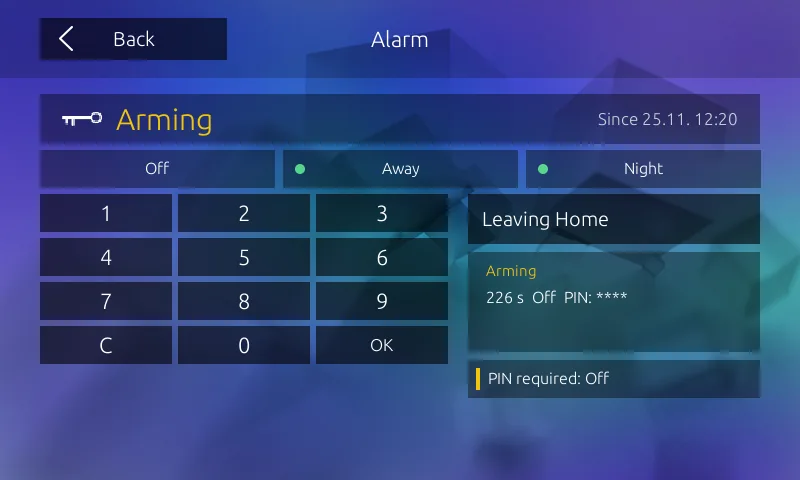 Back
Alarm
Arming
Since 25.11. 12:20
Off
Away
Night
1 2 3
4 5 6
7 8 9
C 0 OK
Leaving Home
Arming
226 s Off PIN: ****
PIN required: Off